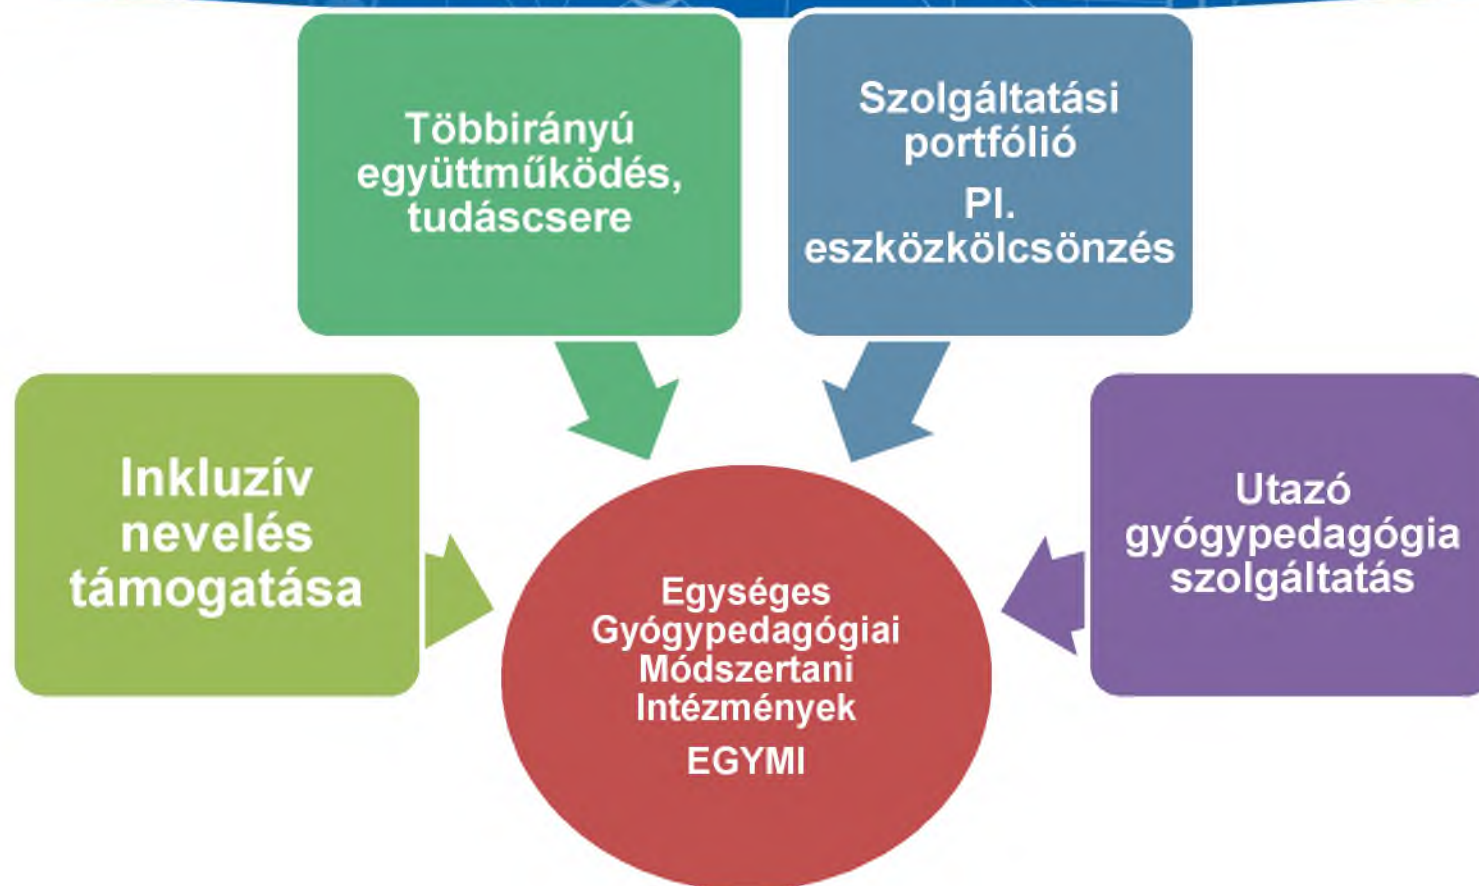 Többirányú
együttműködés,
tudáscsere
Szolgáltatási
portfólió
Pl.
eszközkölcsönzés
Inkluzív
nevelés
támogatása
Utazó
gyógypedagógia
szolgáltatás
Egységes
Gyógypedagógiai
Módszertani
Intézmények
EGYMI